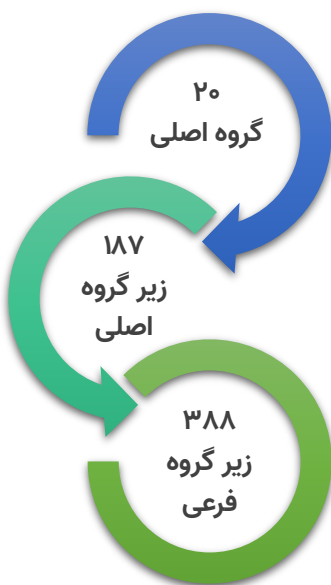 ۲۰
گروه اصلی
۱۸۷
زیر گروه
اصلی
۳۸۸
زیر گروه
فرعی